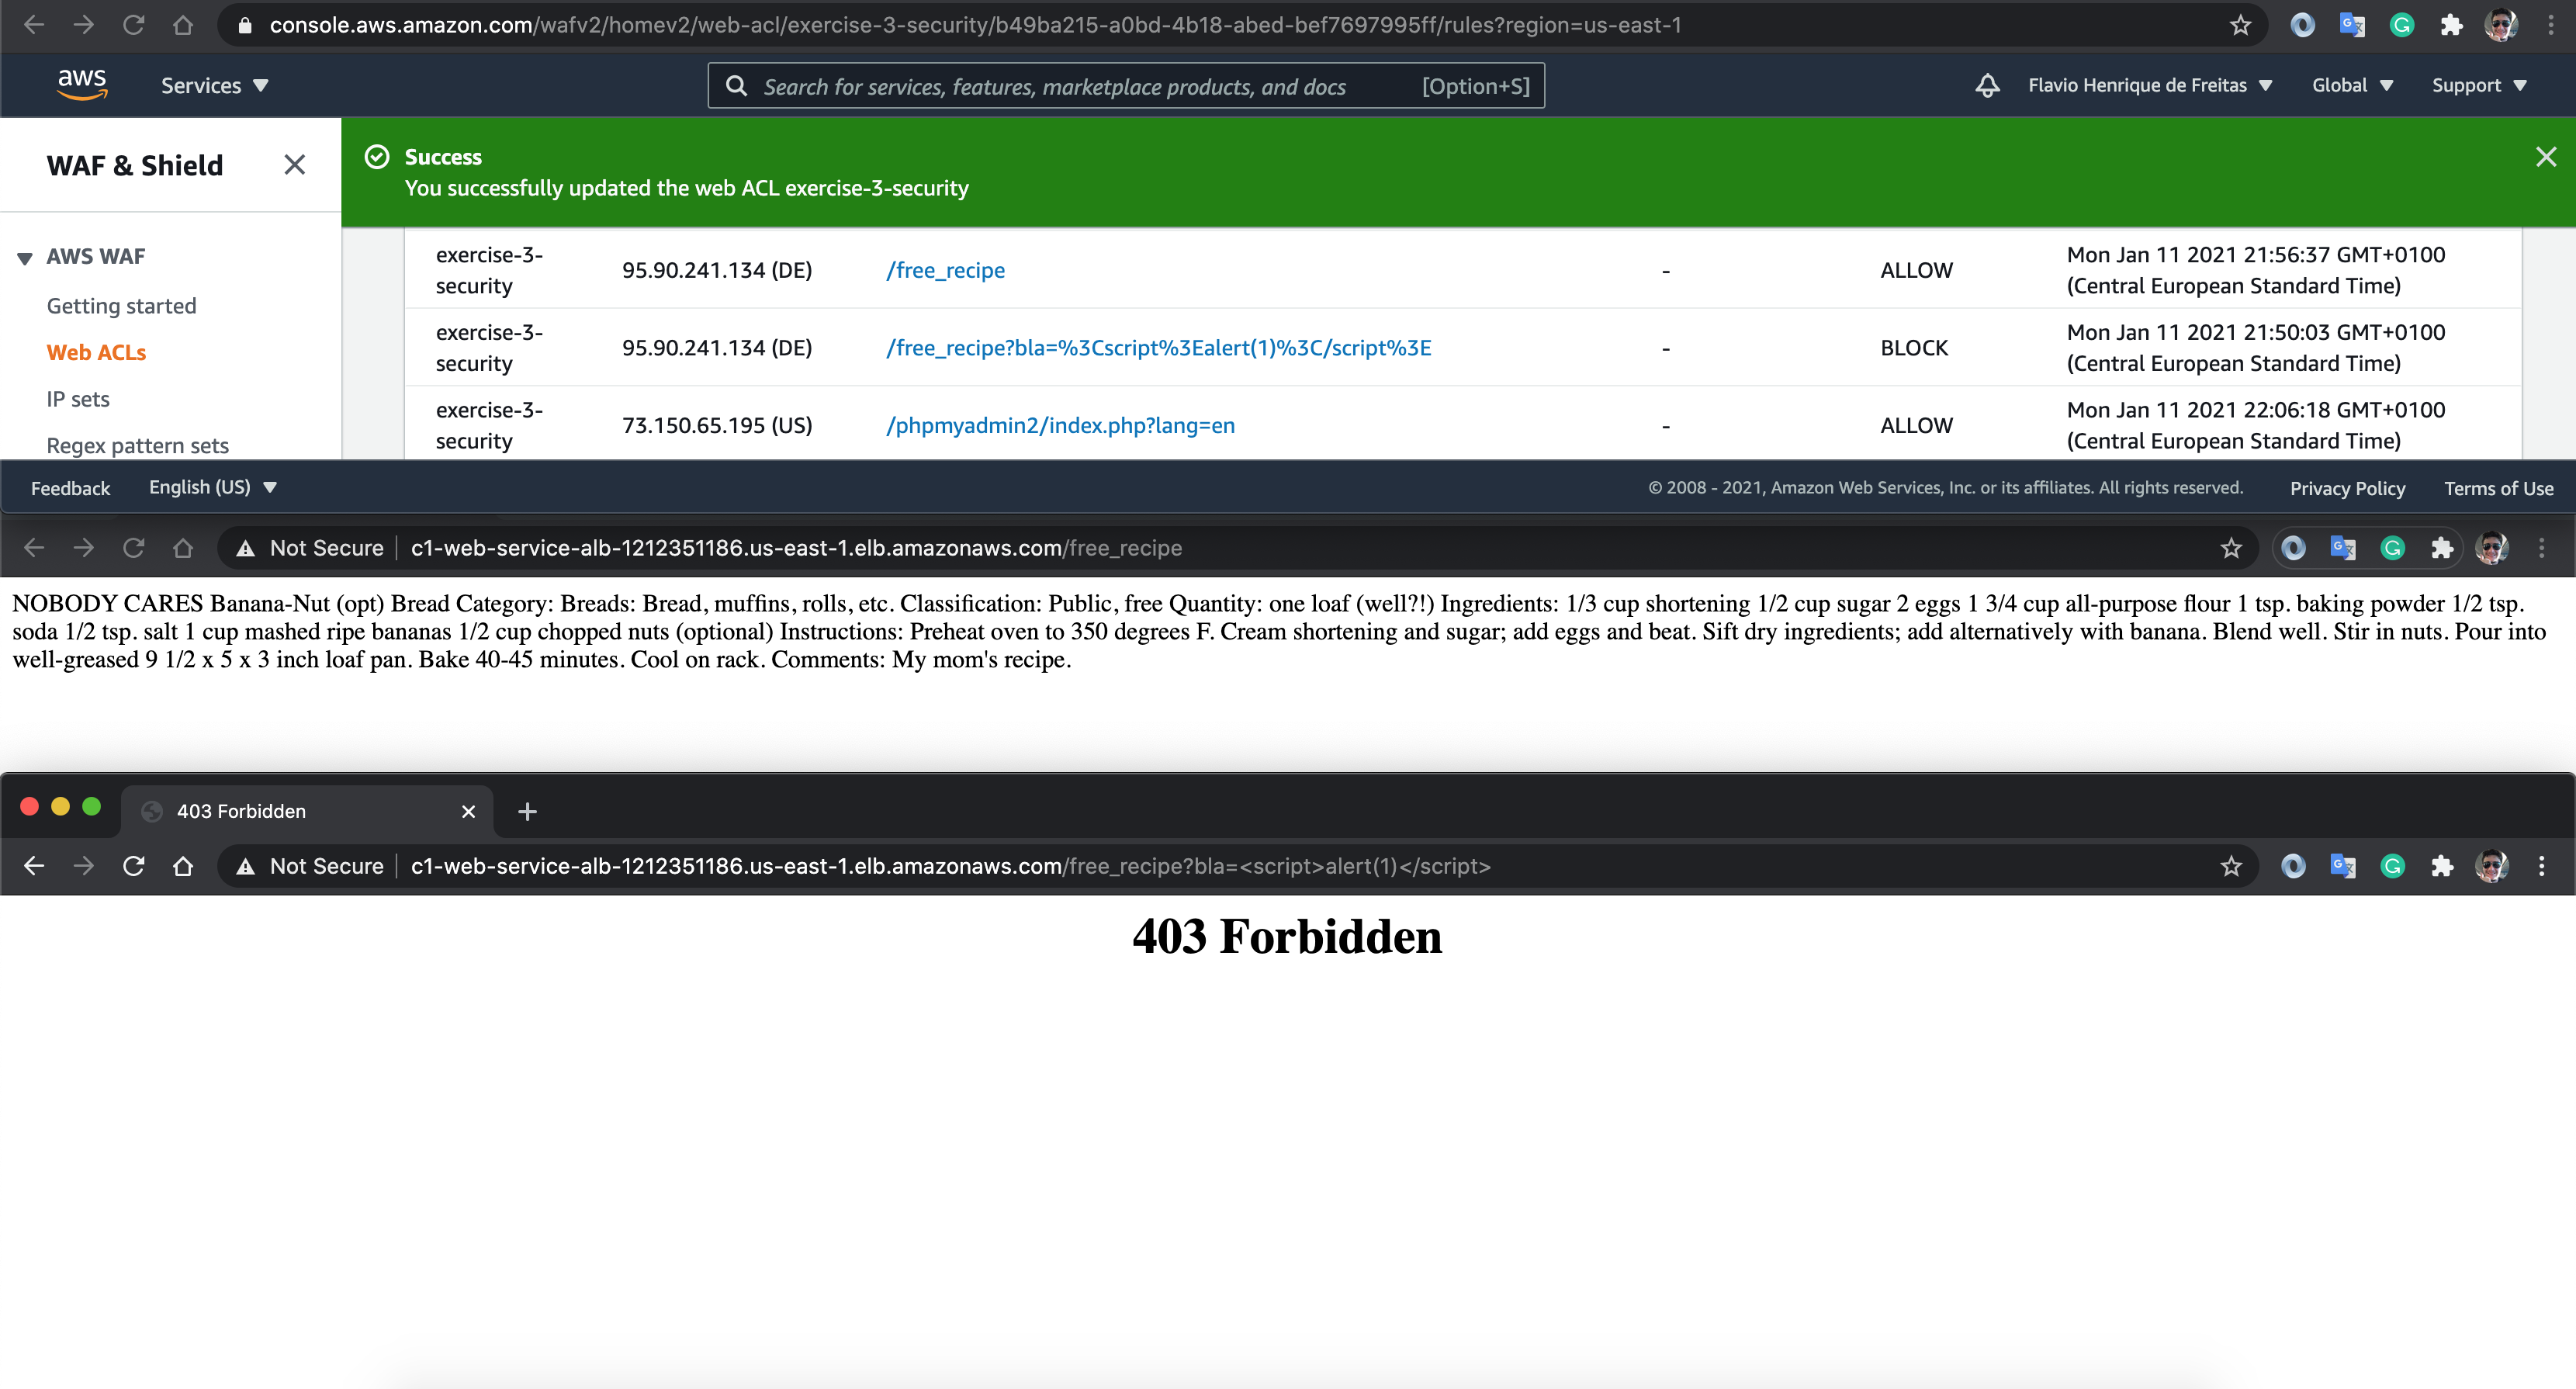 console.aws.amazon.com/wafv2/homev2/web-acl/exercise-3-security/b49ba215-a0bd-4b18-abed-bef7697995ff/rules?region=us-east-1
aws Services Search for services, features, marketplace products, and docs [Option+S] Flavio Henrique de Freitas Global Support
WAF & Shield
Success
You successfully updated the web ACL exercise-3-security
AWS WAF
Getting started
Web ACLs
IP sets
Regex pattern sets
exercise-3-security 95.90.241.134 (DE) /free_recipe - ALLOW Mon Jan 11 2021 21:56:37 GMT+0100 (Central European Standard Time)
exercise-3-security 95.90.241.134 (DE) /free_recipe?bla=%3Cscript%3Ealert(1)%3C/script%3E - BLOCK Mon Jan 11 2021 21:50:03 GMT+0100 (Central European Standard Time)
exercise-3-security 73.150.65.195 (US) /phpmyadmin2/index.php?lang=en - ALLOW Mon Jan 11 2021 22:06:18 GMT+0100 (Central European Standard Time)
Feedback English (US) © 2008 - 2021, Amazon Web Services, Inc. or its affiliates. All rights reserved. Privacy Policy Terms of Use
Not Secure c1-web-service-alb-1212351186.us-east-1.elb.amazonaws.com/free_recipe
NOBODY CARES Banana-Nut (opt) Bread Category: Breads: Bread, muffins, rolls, etc. Classification: Public, free Quantity: one loaf (well?!) Ingredients: 1/3 cup shortening 1/2 cup sugar 2 eggs 1 3/4 cup all-purpose flour 1 tsp. baking powder 1/2 tsp.
soda 1/2 tsp. salt 1 cup mashed ripe bananas 1/2 cup chopped nuts (optional) Instructions: Preheat oven to 350 degrees F. Cream shortening and sugar; add eggs and beat. Sift dry ingredients; add alternatively with banana. Blend well. Stir in nuts. Pour into
well-greased 9 1/2 x 5 x 3 inch loaf pan. Bake 40-45 minutes. Cool on rack. Comments: My mom's recipe.
403 Forbidden
Not Secure c1-web-service-alb-1212351186.us-east-1.elb.amazonaws.com/free_recipe?bla=<script>alert(1)</script>
403 Forbidden